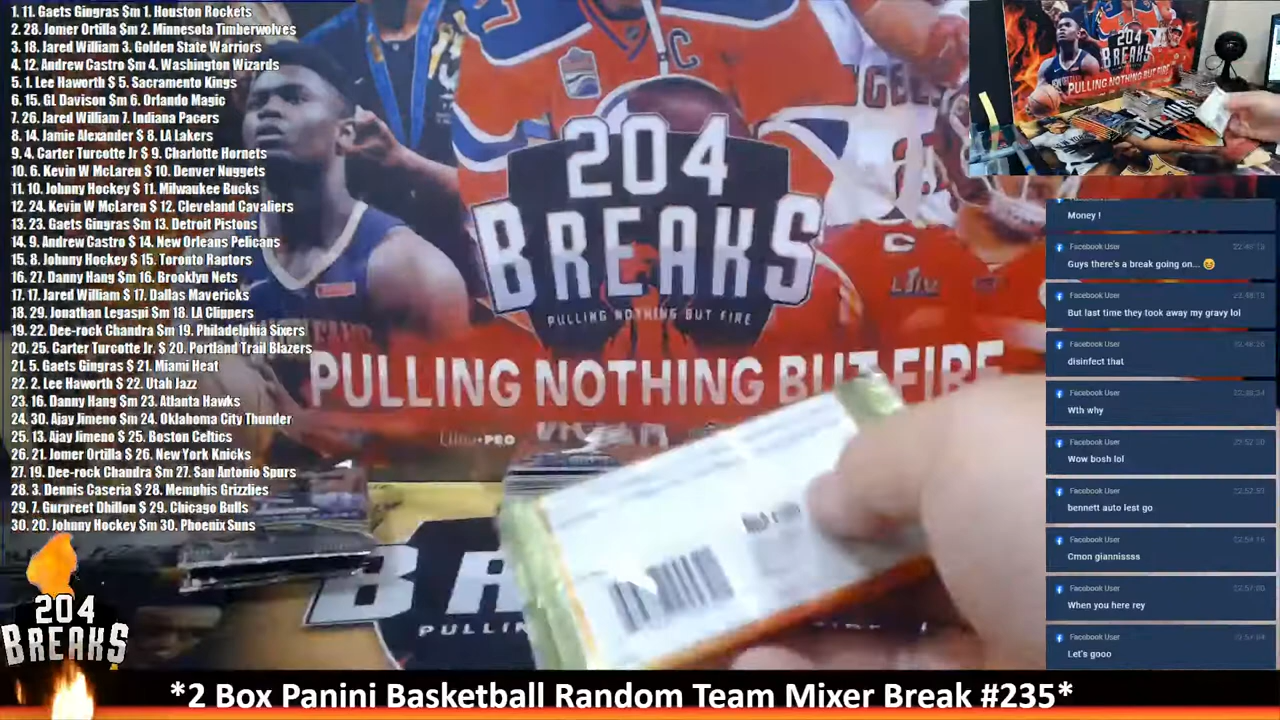 1. 11. Gaets Gingras $m 1. Houston Rockets
2. 28. Jomer Ortilla $m 2. Minnesota Timberwolves
3. 18. Jared William 3. Golden State Warriors
4. 12. Andrew Castro $m 4. Washington Wizards
5. 1. Lee Haworth $ 5. Sacramento Kings
6. 15. GL Davison $m 6. Orlando Magic
7. 26. Jared William 7. Indiana Pacers
8. 14. Jamie Alexander $ 8. LA Lakers
9. 4. Carter Turcotte Jr $ 9. Charlotte Hornets
10. 6. Kevin W McLaren $ 10. Denver Nuggets
11. 10. Johnny Hockey $ 11. Milwaukee Bucks
12. 24. Kevin W McLaren $ 12. Cleveland Cavaliers
13. 23. Gaets Gingras $m 13. Detroit Pistons
14. 9. Andrew Castro $ 14. New Orleans Pelicans
15. 8. Johnny Hockey $ 15. Toronto Raptors
16. 27. Danny Hang $m 16. Brooklyn Nets
17. 17. Jared William $ 17. Dallas Mavericks
18. 29. Jonathan Legaspi $m 18. LA Clippers
19. 22. Dee-rock Chandra $m 19. Philadelphia Sixers
20. 25. Carter Turcotte Jr. $ 20. Portland Trail Blazers
21. 5. Gaets Gingras $ 21. Miami Heat
22. 2. Lee Haworth $ 22. Utah Jazz
23. 16. Danny Hang $m 23. Atlanta Hawks
24. 30. Ajay Jimeno $m 24. Oklahoma City Thunder
25. 13. Ajay Jimeno $ 25. Boston Celtics
26. 21. Jomer Ortilla $m 26. New York Knicks
27. 19. Dee-rock Chandra $m 27. San Antonio Spurs
28. 3. Dennis Caseria $ 28. Memphis Grizzlies
29. 7. Gurpreet Dhillon $ 29. Chicago Bulls
30. 20. Johnny Hockey $m 30. Phoenix Suns
C
204
BREAKS
PULLING NOTHING BUT FIRE
PULLING NOTHING BUT FIRE
C
LIV
PRO
204
BREAKS
PULLING NOTHING BUT FIRE
Money !
Facebook User
Guys there's a break going on... 😄
Facebook User
But last time they took away my gravy lol
Facebook User
disinfect that
Facebook User
Wth why
Facebook User
Wow bosh lol
Facebook User
bennett auto lest go
Facebook User
Cmon giannissss
Facebook User
When you here rey
Facebook User
Let's gooo
204
BREAKS
*2 Box Panini Basketball Random Team Mixer Break #235*